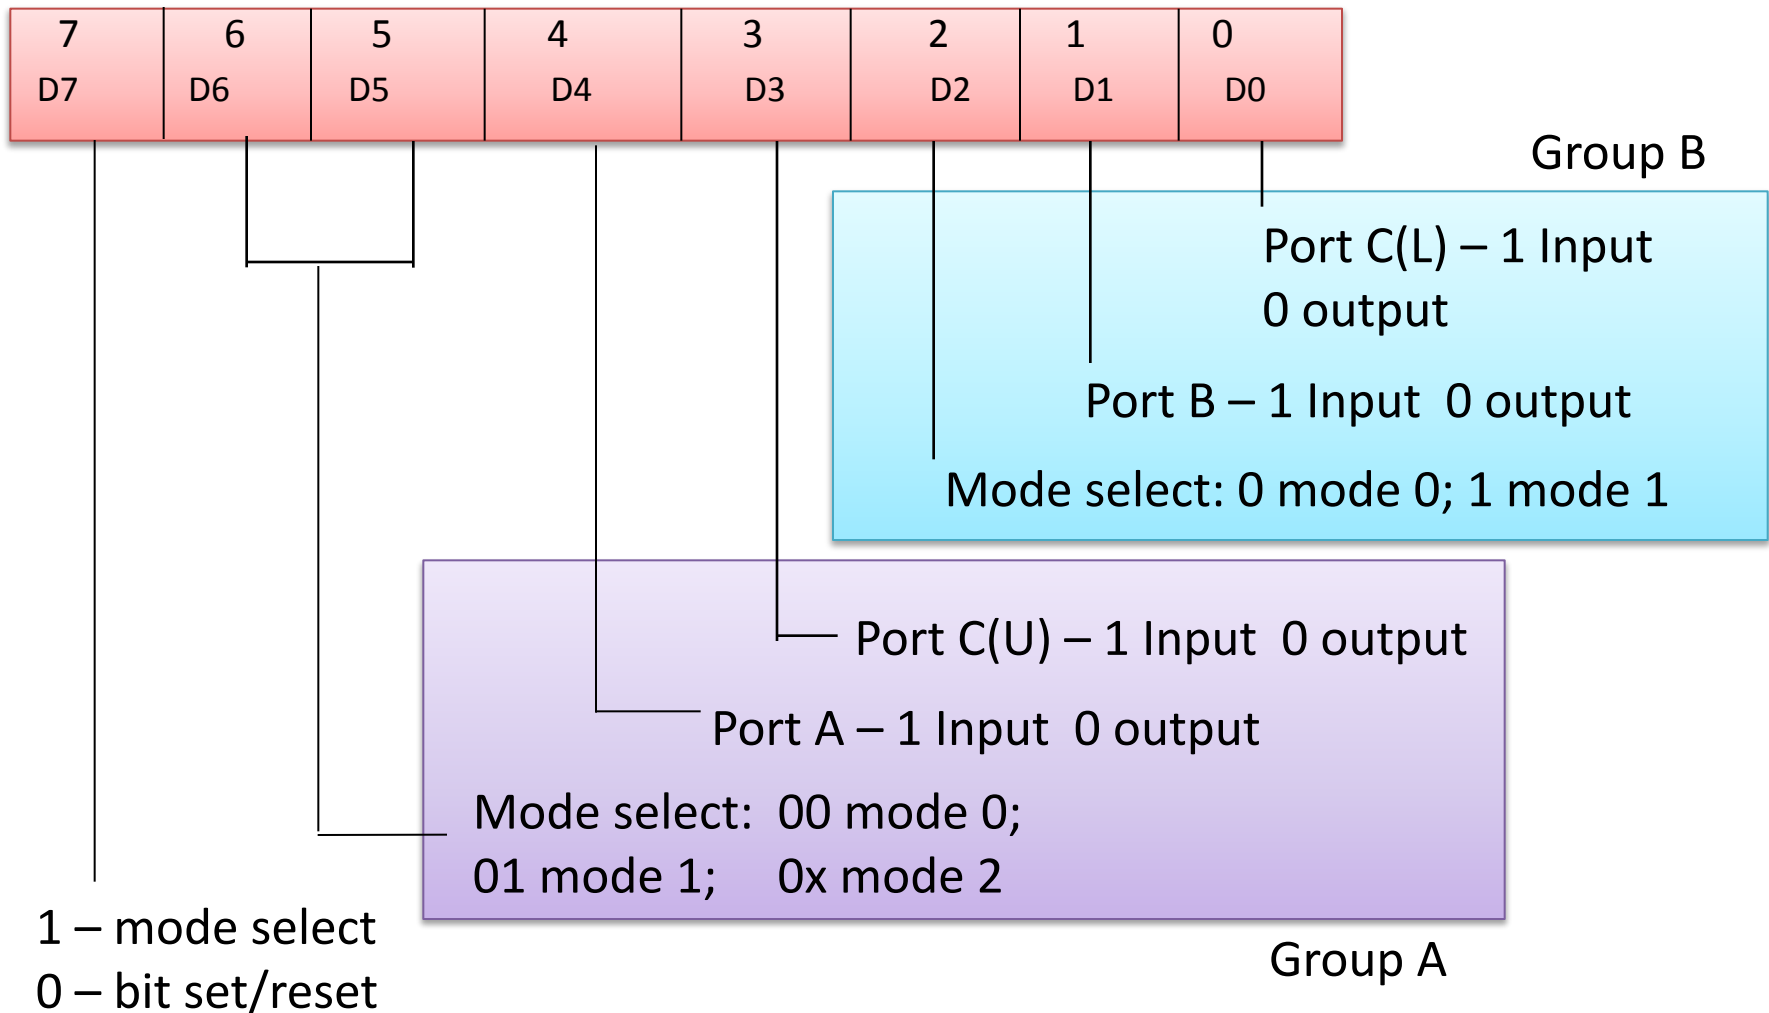 7 6 5 4 3 2 1 0
D7 D6 D5 D4 D3 D2 D1 D0
Group B
Port C(L) – 1 Input
0 output
Port B – 1 Input 0 output
Mode select: 0 mode 0; 1 mode 1
Port C(U) – 1 Input 0 output
Port A – 1 Input 0 output
Mode select: 00 mode 0;
01 mode 1; 0x mode 2
Group A
1 – mode select
0 – bit set/reset